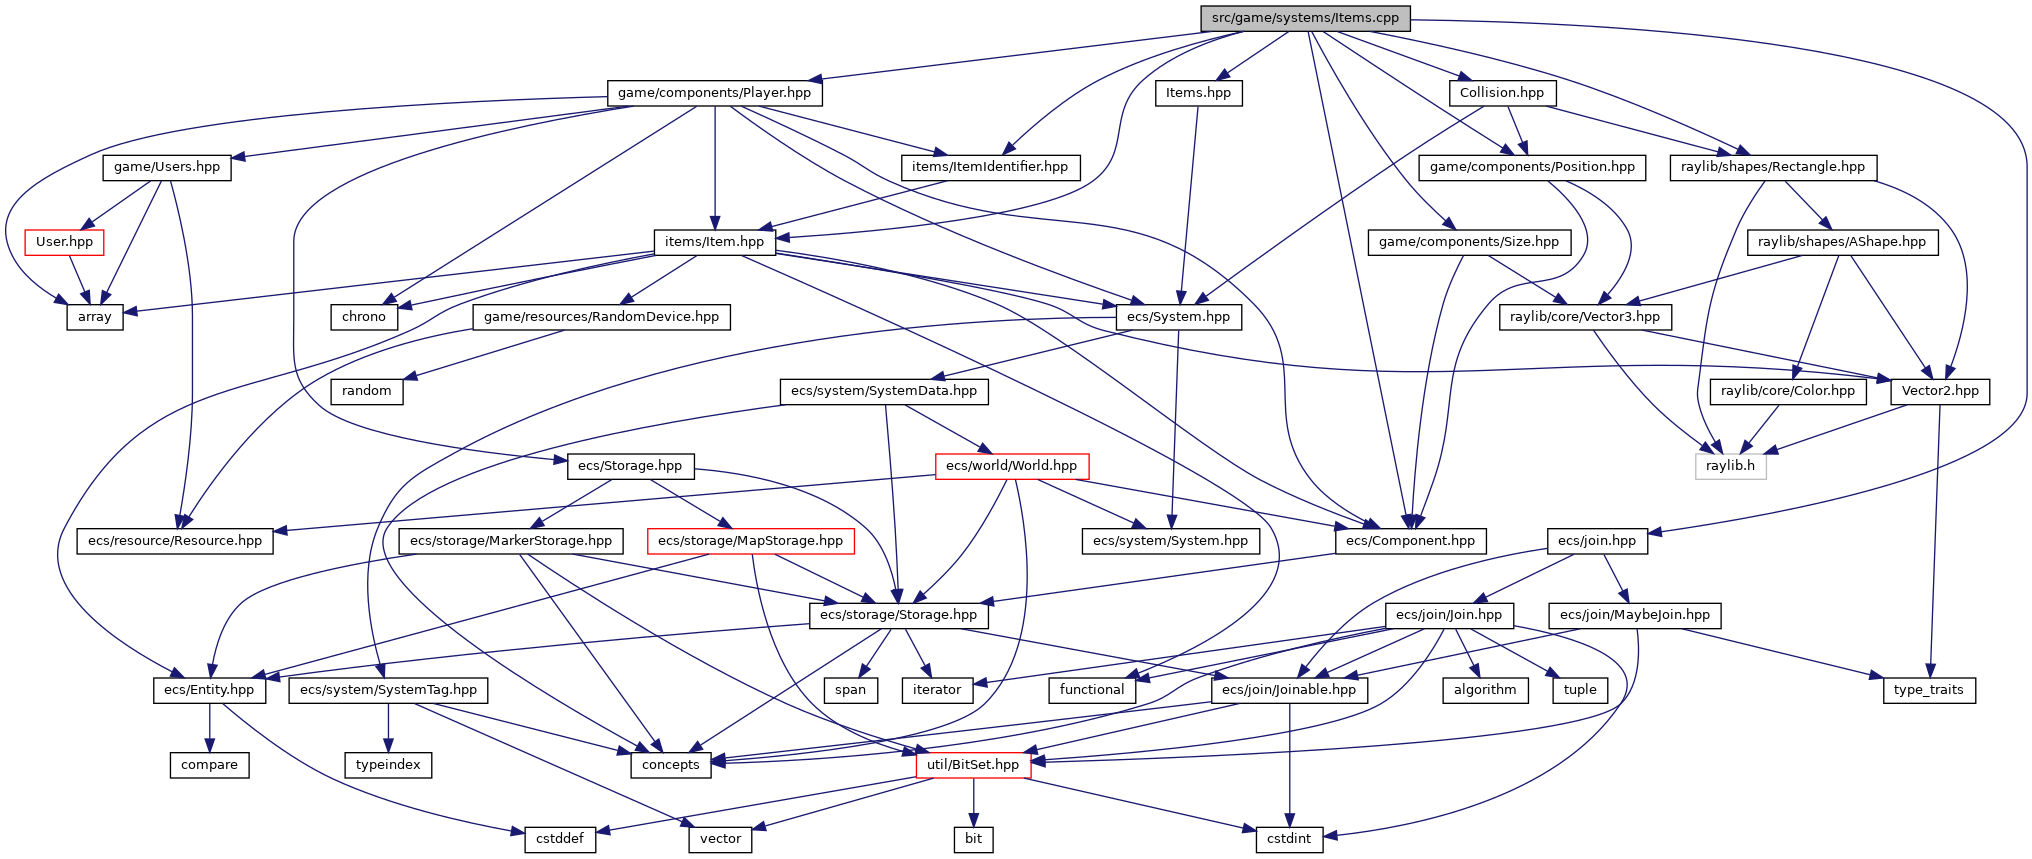 src/game/systems/Items.cpp
game/components/Player.hpp
Items.hpp
Collision.hpp
game/Users.hpp
items/ItemIdentifier.hpp
game/components/Position.hpp
raylib/shapes/Rectangle.hpp
User.hpp
items/Item.hpp
game/components/Size.hpp
raylib/shapes/AShape.hpp
array
chrono
game/resources/RandomDevice.hpp
ecs/System.hpp
raylib/core/Vector3.hpp
random
ecs/system/SystemData.hpp
raylib/core/Color.hpp
Vector2.hpp
ecs/Storage.hpp
ecs/world/World.hpp
raylib.h
ecs/resource/Resource.hpp
ecs/storage/MarkerStorage.hpp
ecs/storage/MapStorage.hpp
ecs/system/System.hpp
ecs/Component.hpp
ecs/join.hpp
ecs/storage/Storage.hpp
ecs/join/Join.hpp
ecs/join/MaybeJoin.hpp
ecs/Entity.hpp
ecs/system/SystemTag.hpp
span
iterator
functional
ecs/join/Joinable.hpp
algorithm
tuple
type_traits
compare
typeindex
concepts
util/BitSet.hpp
cstddef
vector
bit
cstdint